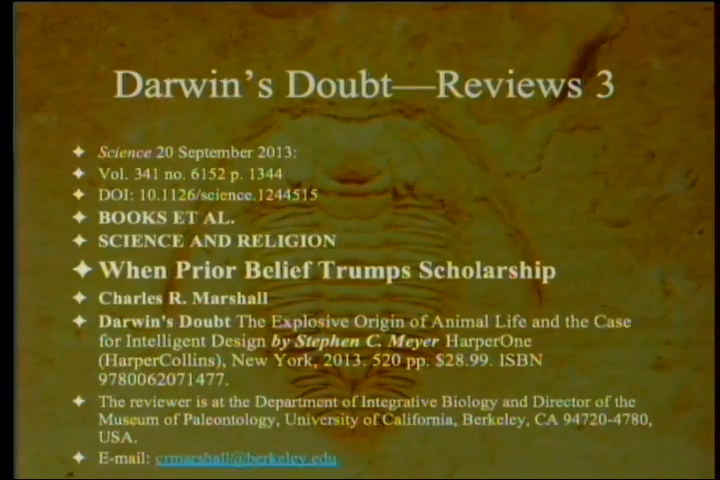 Darwin's Doubt—Reviews 3
Science 20 September 2013:
Vol. 341 no. 6152 p. 1344
DOI: 10.1126/science.1244515
BOOKS ET AL.
SCIENCE AND RELIGION
When Prior Belief Trumps Scholarship
Charles R. Marshall
Darwin's Doubt The Explosive Origin of Animal Life and the Case
for Intelligent Design by Stephen C. Meyer HarperOne
(HarperCollins), New York, 2013. 520 pp. $28.99. ISBN
9780062071477.
The reviewer is at the Department of Integrative Biology and Director of the
Museum of Paleontology, University of California, Berkeley, CA 94720-4780,
USA.
E-mail: crmarshall@berkeley.edu